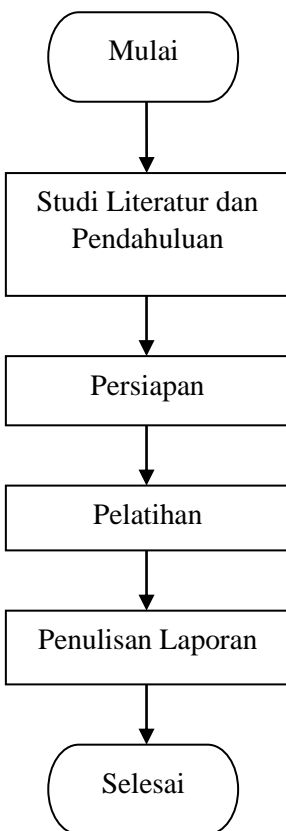 Mulai
Studi Literatur dan
Pendahuluan
Persiapan
Pelatihan
Penulisan Laporan
Selesai